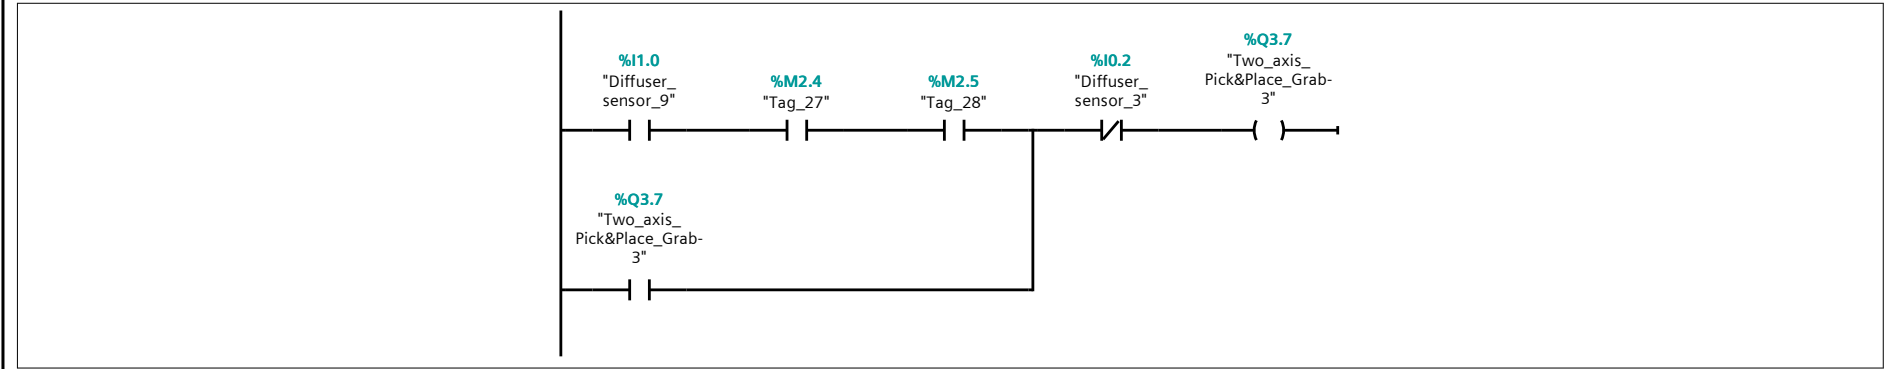 %I1.0
"Diffuser_
sensor_9"
%M2.4
"Tag_27"
%M2.5
"Tag_28"
%I0.2
"Diffuser_
sensor_3"
%Q3.7
"Two_axis_
Pick&Place_Grab-
3"
%Q3.7
"Two_axis_
Pick&Place_Grab-
3"